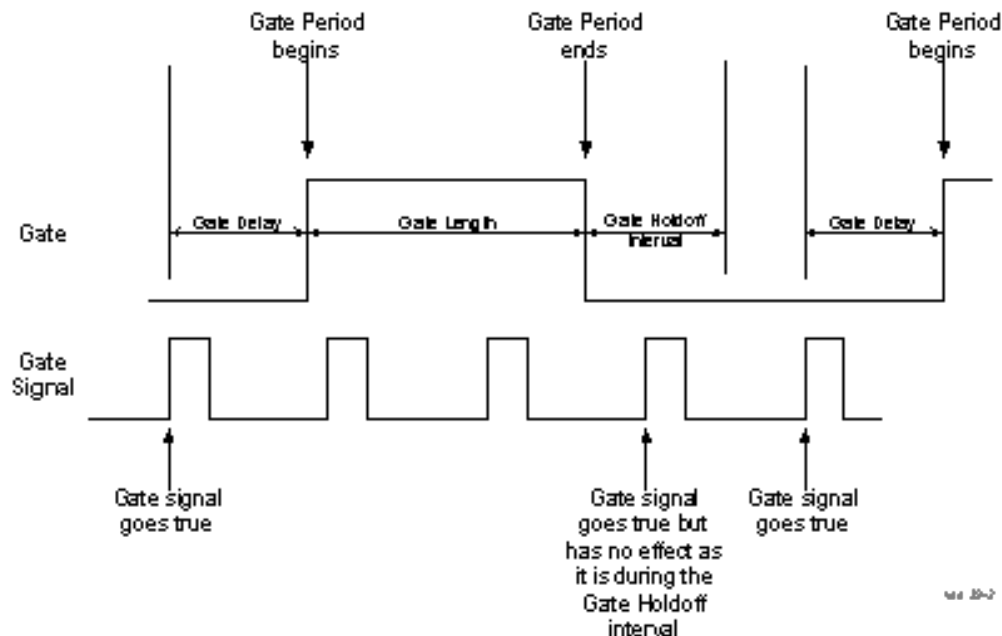 Gate Period
begins
Gate Period
ends
Gate Period
begins
Gate
Gate Delay
Gate Length
Gate Holdoff
Interval
Gate Delay
Gate
Signal
Gate signal
goes true
Gate signal
goes true but
has no effect as
it is during the
Gate Holdoff
interval
Gate signal
goes true